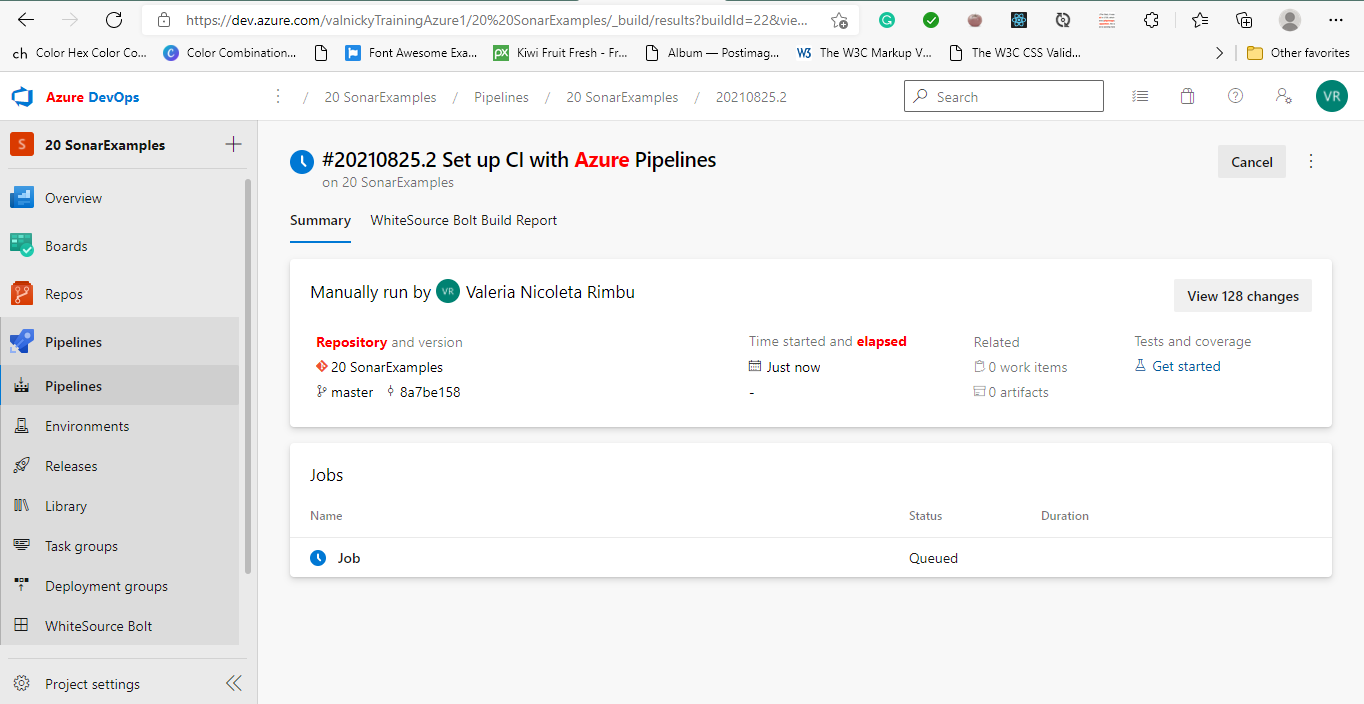 https://dev.azure.com/valnickyTrainingAzure1/20%20SonarExamples/_build/results?buildId=22&vie...
ch Color Hex Color Co... C Color Combination... Font Awesome Exa... px Kiwi Fruit Fresh - Fr... Album — Postimag... W3 The W3C Markup V... The W3C CSS Valid... Other favorites
Azure DevOps / 20 SonarExamples / Pipelines / 20 SonarExamples / 20210825.2 Search VR
S 20 SonarExamples
Overview
Boards
Repos
Pipelines
Pipelines
Environments
Releases
Library
Task groups
Deployment groups
WhiteSource Bolt
Project settings
#20210825.2 Set up CI with Azure Pipelines
Cancel
on 20 SonarExamples
Summary WhiteSource Bolt Build Report
Manually run by VR Valeria Nicoleta Rimbu
View 128 changes
Repository and version Time started and elapsed Related Tests and coverage
20 SonarExamples Just now 0 work items Get started
master 8a7be158 - 0 artifacts
Jobs
Name Status Duration
Job Queued